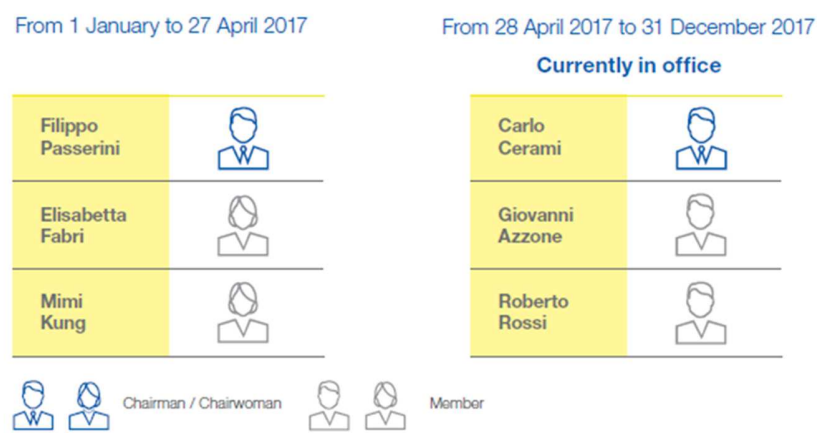 From 1 January to 27 April 2017
Filippo
Passerini
Elisabetta
Fabri
Mimi
Kung
From 28 April 2017 to 31 December 2017
Currently in office
Carlo
Cerami
Giovanni
Azzone
Roberto
Rossi
Chairman / Chairwoman
Member